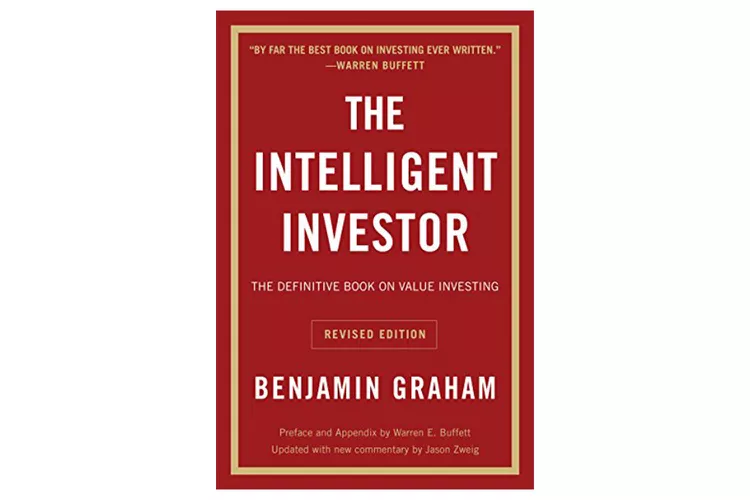 “BY FAR THE BEST BOOK ON INVESTING EVER WRITTEN.”
—WARREN BUFFETT
THE
INTELLIGENT
INVESTOR
THE DEFINITIVE BOOK ON VALUE INVESTING
REVISED EDITION
BENJAMIN GRAHAM
Preface and Appendix by Warren E. Buffett
Updated with new commentary by Jason Zweig